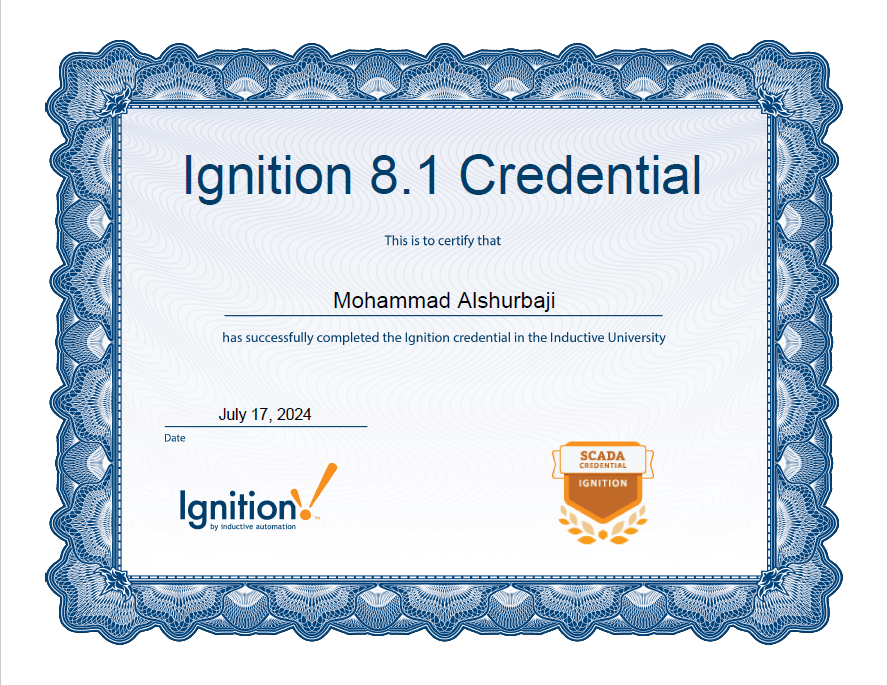 Ignition 8.1 Credential
This is to certify that
Mohammad Alshurbaji
has successfully completed the Ignition credential in the Inductive University
July 17, 2024
Date
Ignition!™
by inductive automation
SCADA
CREDENTIAL
IGNITION